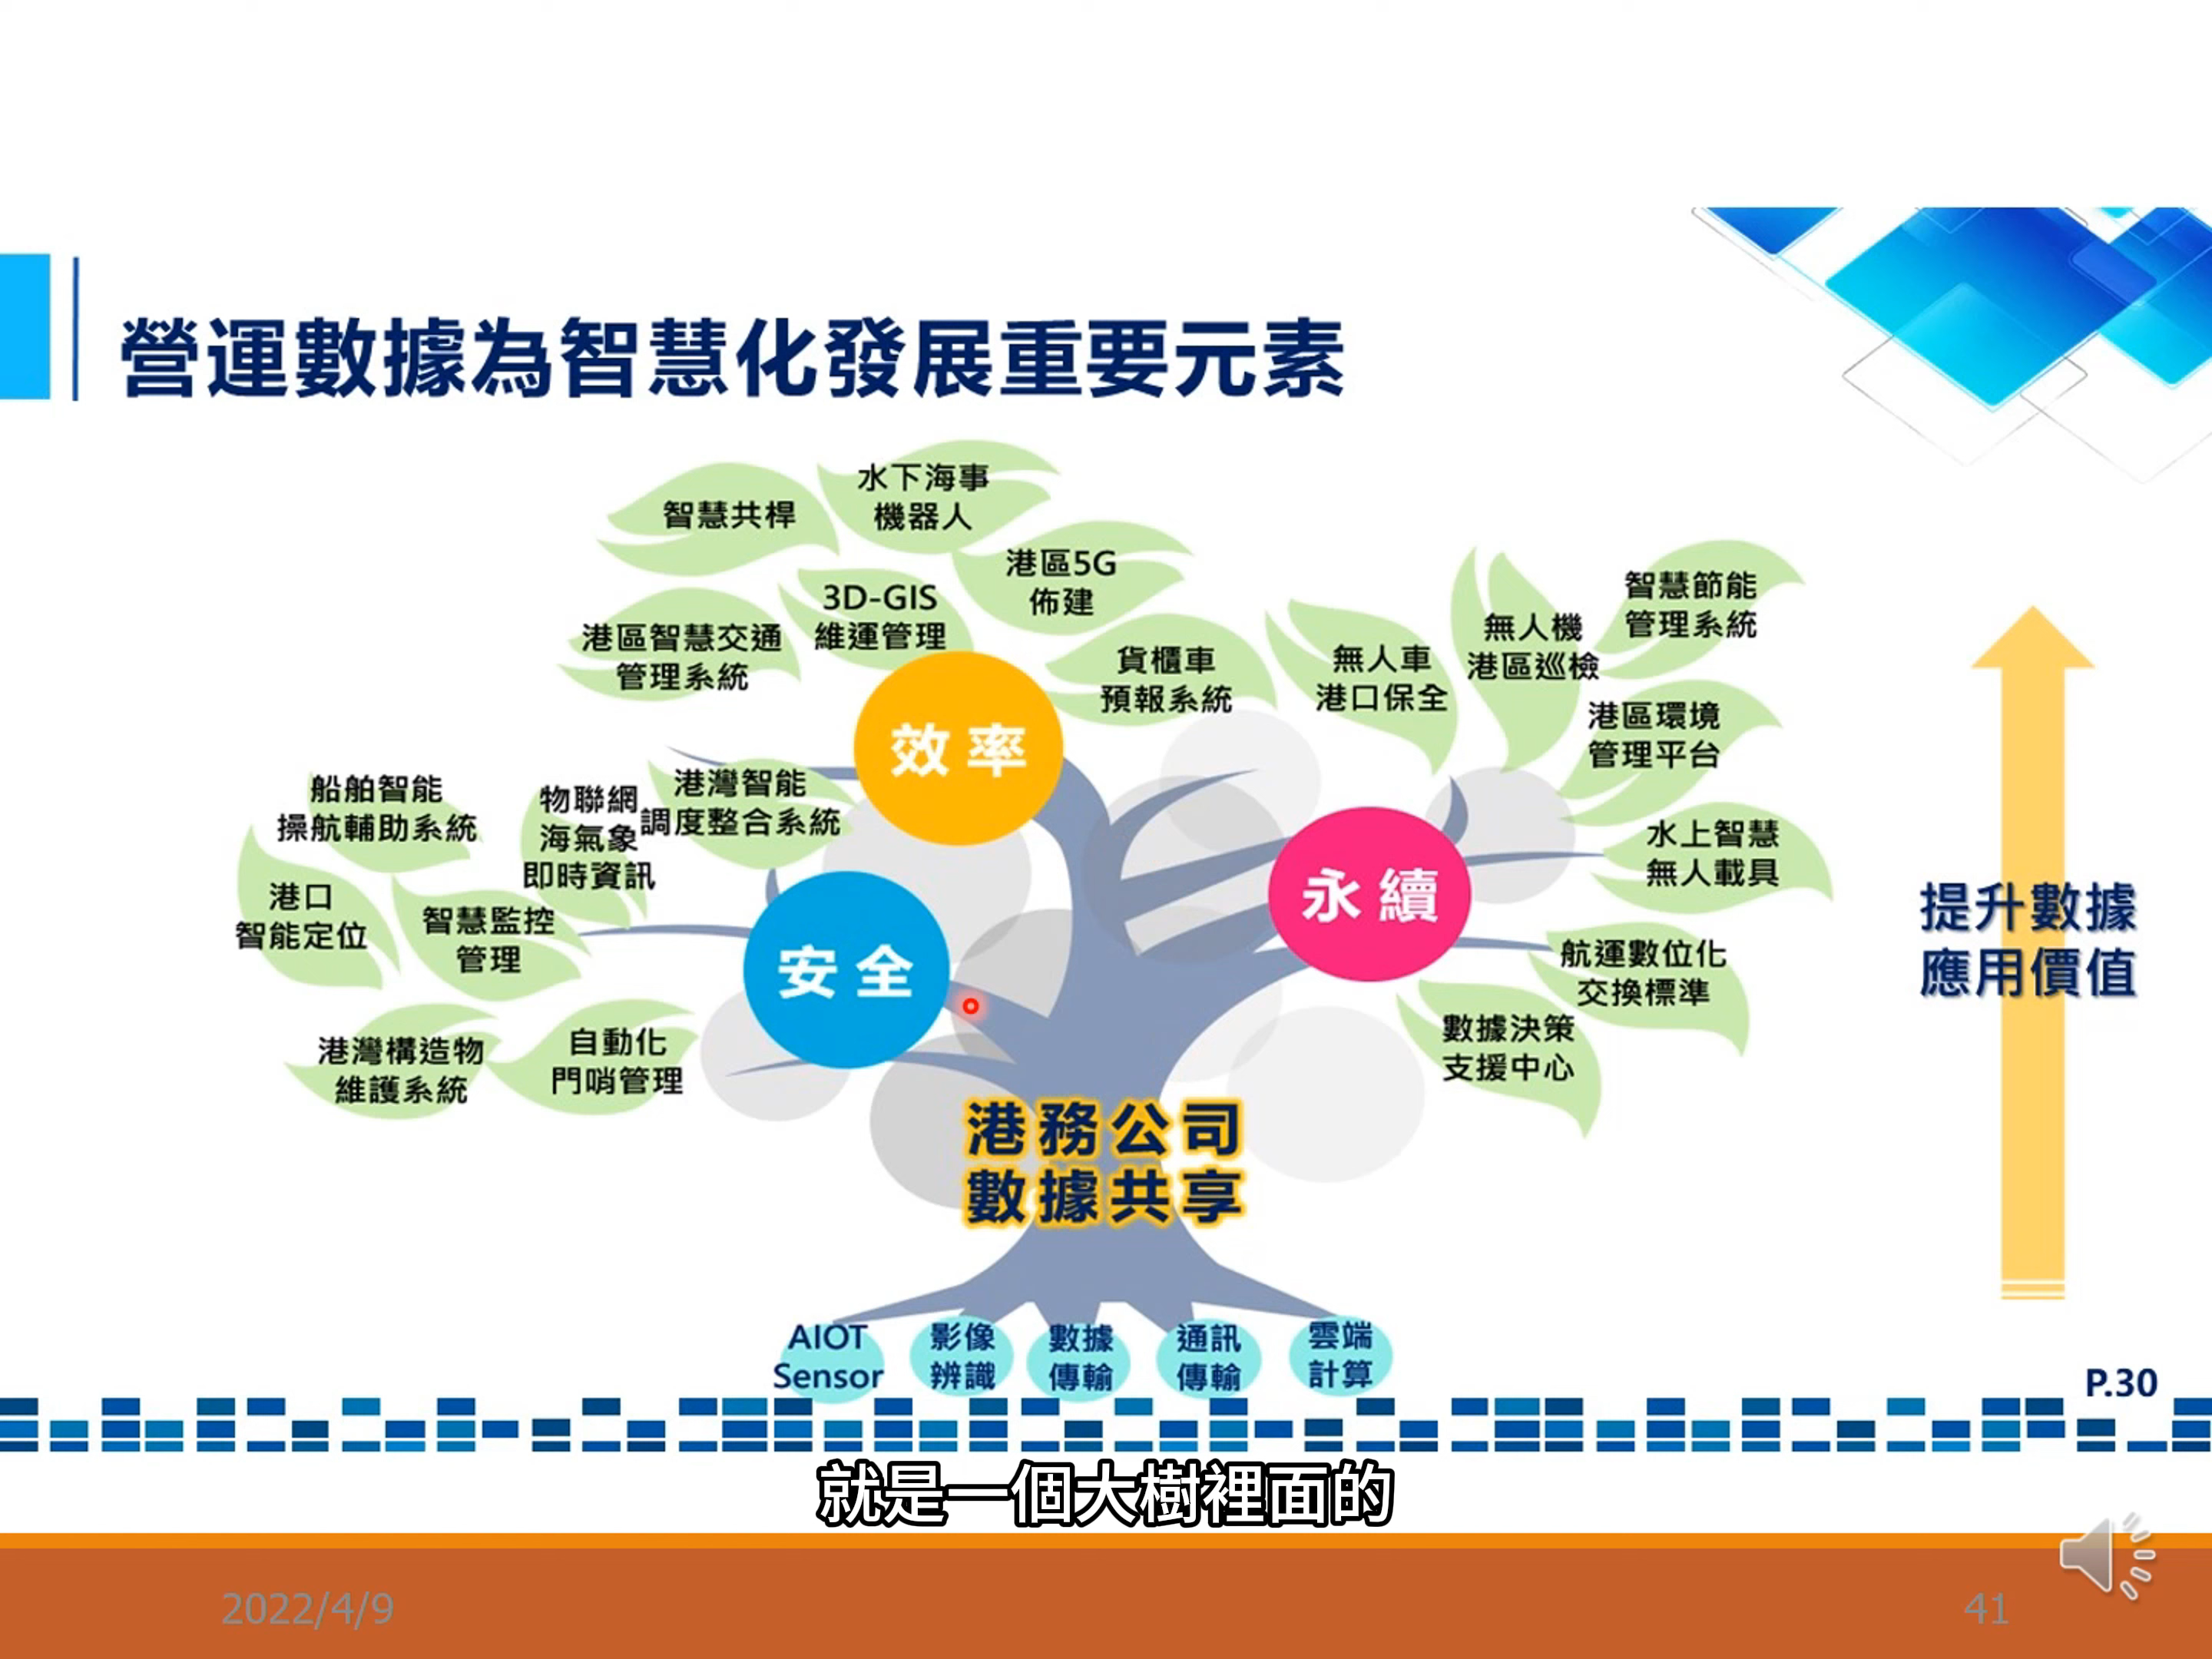 營運數據為智慧化發展重要元素
智慧共桿
水下海事
機器人
港區5G
佈建
3D-GIS
維運管理
港區智慧交通
管理系統
貨櫃車
預報系統
效率
無人車
港口保全
無人機
港區巡檢
智慧節能
管理系統
港區環境
管理平台
水上智慧
無人載具
永續
航運數位化
交換標準
數據決策
支援中心
船舶智能
操航輔助系統
物聯網
海氣象
即時資訊
港灣智能
調度整合系統
港口
智能定位
智慧監控
管理
安全
港灣構造物
維護系統
自動化
門哨管理
提升數據
應用價值
港務公司
數據共享
AIOT
Sensor
影像
辨識
數據
傳輸
通訊
傳輸
雲端
計算
P.30
就是一個大樹裡面的
2022/4/9
41